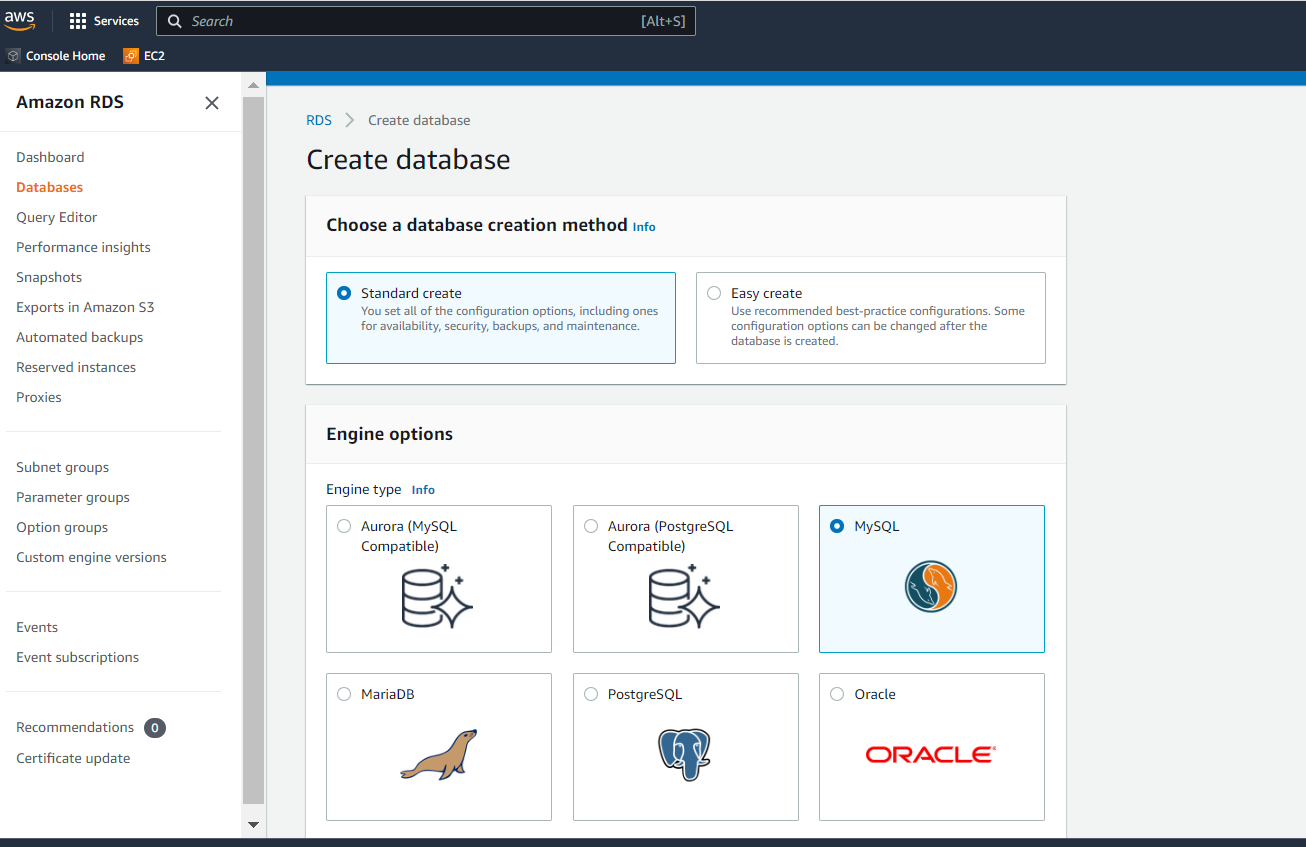 aws
Services
Search
[Alt+S]
Console Home
EC2
Amazon RDS
Dashboard
Databases
Query Editor
Performance insights
Snapshots
Exports in Amazon S3
Automated backups
Reserved instances
Proxies
Subnet groups
Parameter groups
Option groups
Custom engine versions
Events
Event subscriptions
Recommendations 0
Certificate update
RDS
Create database
Create database
Choose a database creation method Info
Standard create
You set all of the configuration options, including ones
for availability, security, backups, and maintenance.
Easy create
Use recommended best-practice configurations. Some
configuration options can be changed after the
database is created.
Engine options
Engine type Info
Aurora (MySQL
Compatible)
Aurora (PostgreSQL
Compatible)
MySQL
MariaDB
PostgreSQL
Oracle
ORACLE®